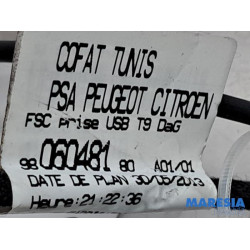 COFAT TUNIS
PSA PEUGEOT CITROEN
FSC Prise USB T9 DaG
98 060481 80 A01/01
DATE DE PLAN 30/05/2013
Heure:21:22:36
MARESIA